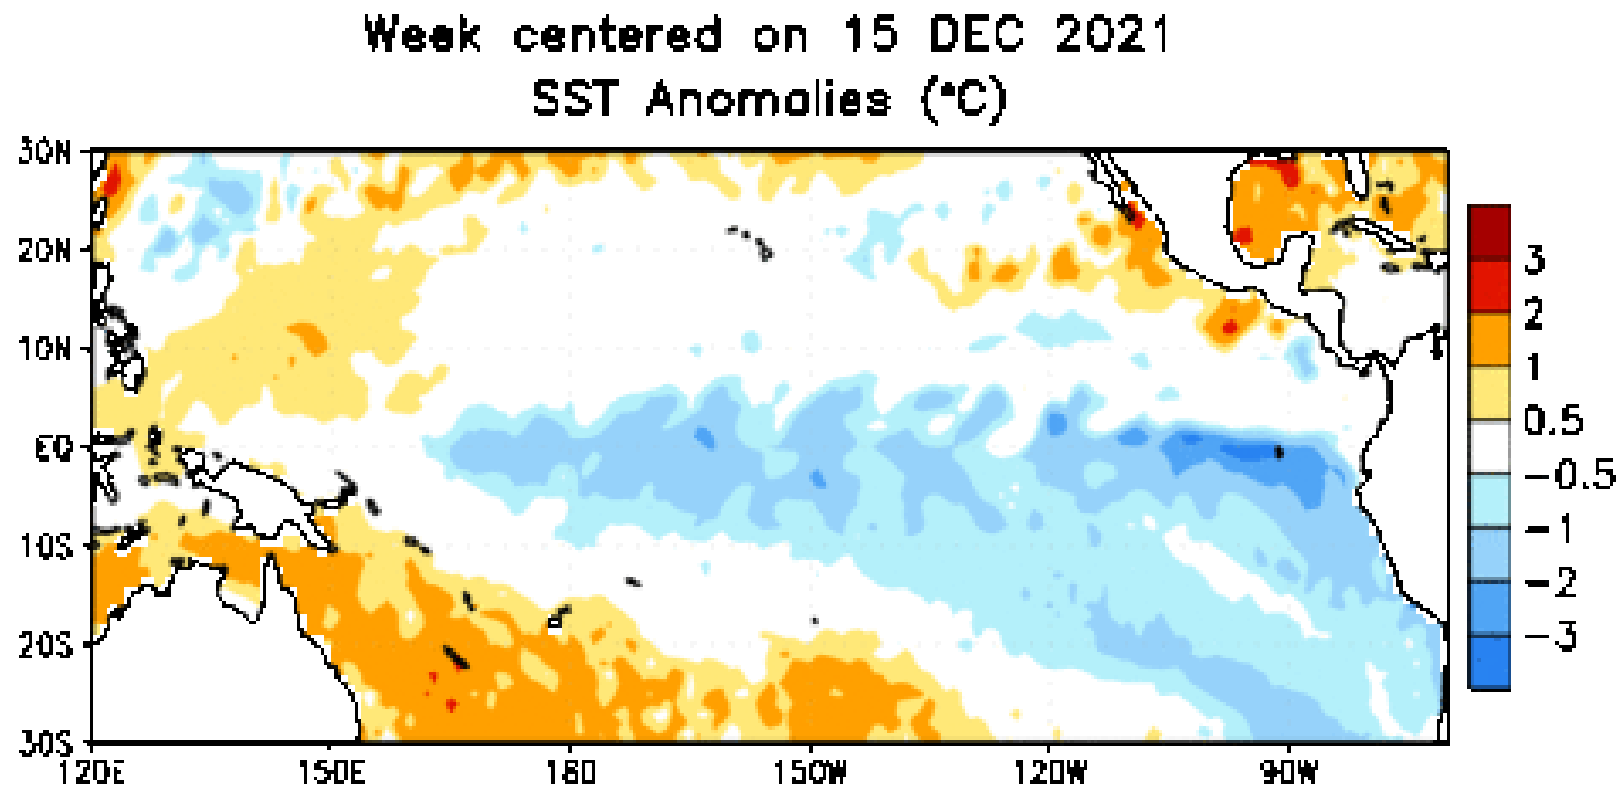 Week centered on 15 DEC 2021
SST Anomalies (°C)
30N
20N
10N
EQ
10S
20S
30S
120E 150E 180 150W 120W 90W
3
2
1
0.5
-0.5
-1
-2
-3